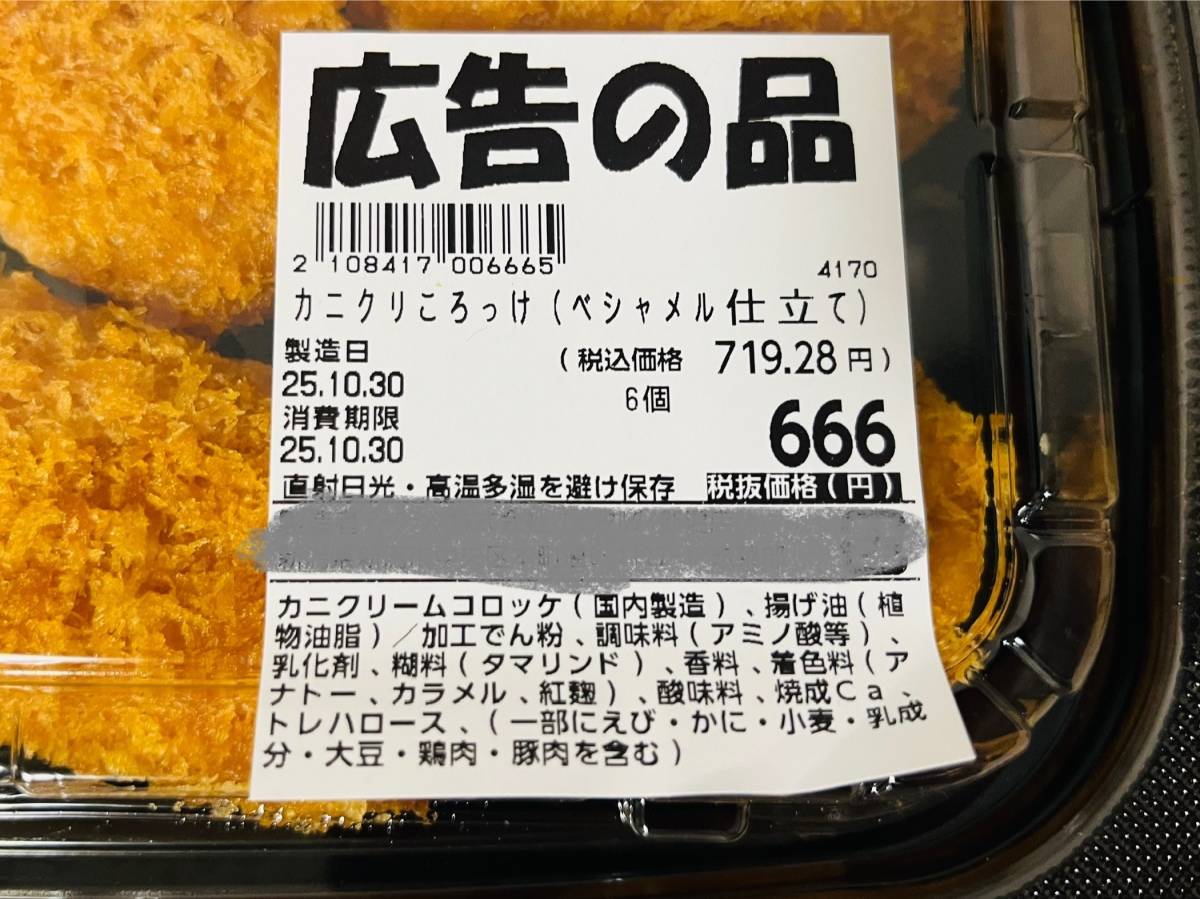 広告の品
2 108417 006665
4170
カニクリころっけ(ベシャメル仕立て)
製造日
(税込価格 719.28円)
25.10.30
6個
消費期限
666
25.10.30
直射日光・高温多湿を避け保存 税抜価格(円)
カニクリームコロッケ(国内製造)、揚げ油(植
物油脂)/加工でん粉、調味料(アミノ酸等)、
乳化剤、糊料(タマリンド)、香料、着色料(ア
ナトー、カラメル、紅麹)、酸味料、焼成Ca、
トレハロース、(一部にえび・かに・小麦・乳成
分・大豆・鶏肉・豚肉を含む)